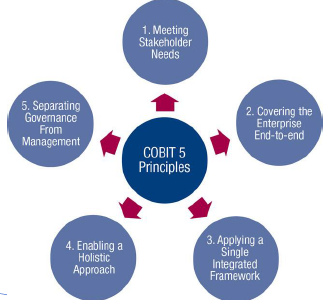 1. Meeting
Stakeholder
Needs
2. Covering the
Enterprise
End-to-end
3. Applying a
Single
Integrated
Framework
4. Enabling a
Holistic
Approach
5. Separating
Governance
From
Management
COBIT 5
Principles